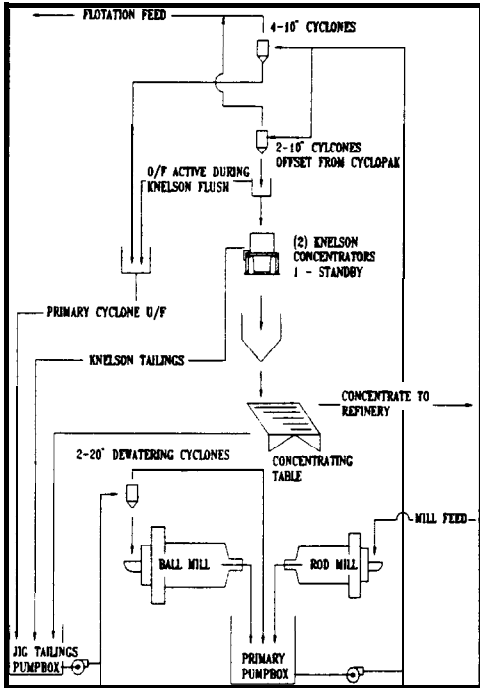 FLOTATION FEED
4-10" CYCLONES
2-10" CYLCONES
OFFSET FROM CYCLOPAK
O/F ACTIVE DURING
KNELSON FLUSH
(2) KNELSON
CONCENTRATORS
1 - STANDBY
PRIMARY CYCLONE U/F
KNELSON TAILINGS
CONCENTRATE TO
REFINERY
2-20" DEWATERING CYCLONES
CONCENTRATING
TABLE
MILL FEED
BALL MILL
ROD MILL
JIG TAILINGS
PUMPBOX
PRIMARY
PUMPBOX